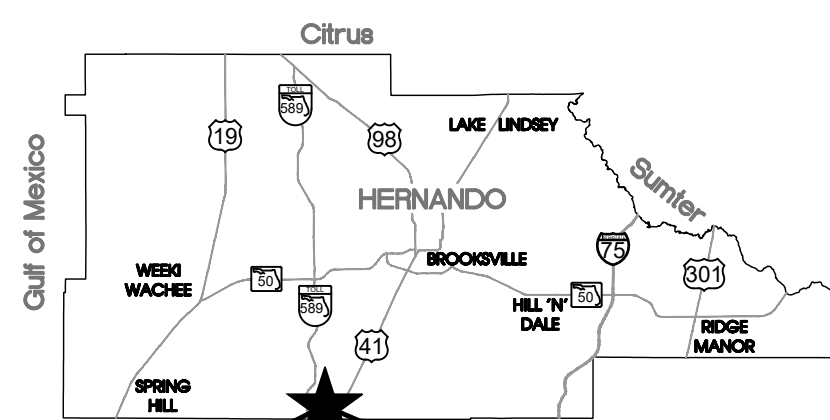 Citrus
TOLL
589
19
98
LAKE LINDSEY
Gulf of Mexico
Sumter
HERNANDO
75
BROOKSVILLE
301
WEEKI
WACHEE
50
TOLL
589
50
HILL 'N'
DALE
RIDGE
MANOR
41
SPRING
HILL